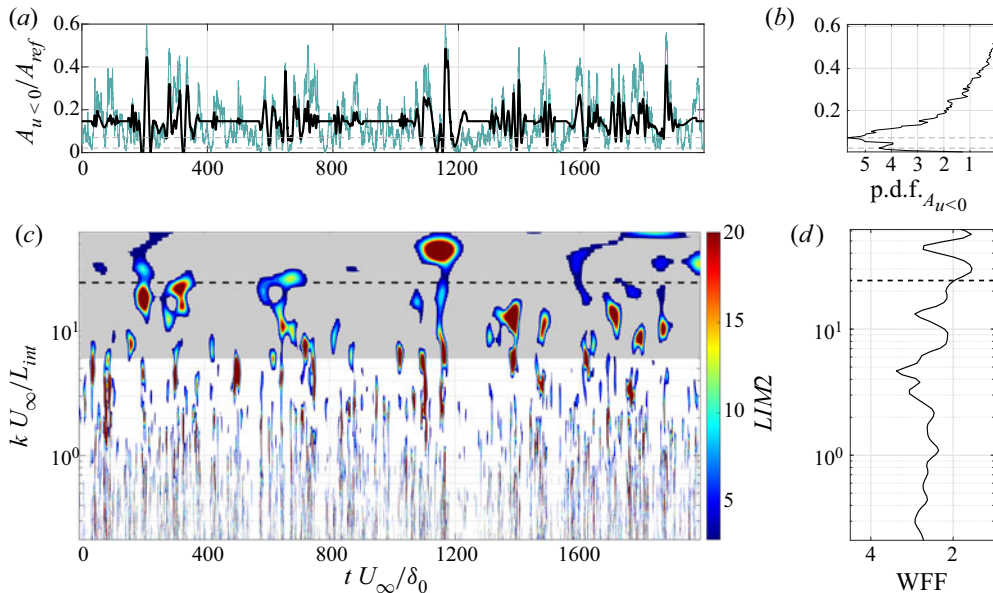 (a)
(b)
0.6
0.4
0.2
0
A_{u<0}/A_{ref}
0 400 800 1200 1600
0.6
0.4
0.2
5 4 3 2 1
p.d.f._{A_{u<0}}
(c)
(d)
10^1
10^0
k U_∞/L_{int}
0 400 800 1200 1600
t U_∞/δ_0
20
15
10
5
LIM2
10^1
10^0
4 2
WFF